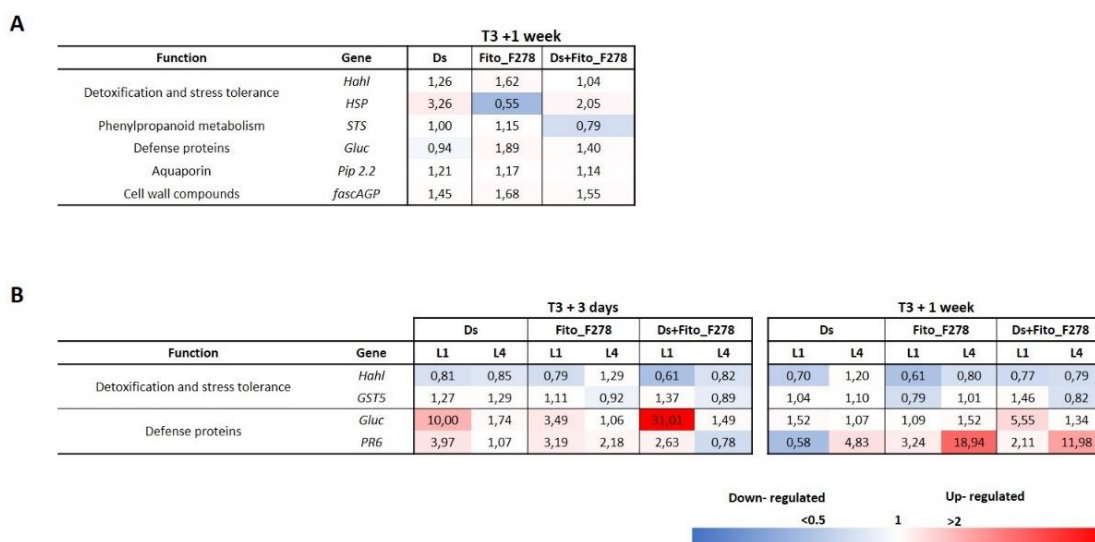 A
T3 +1 week
Function Gene Ds Fito_F278 Ds+Fito_F278
Detoxification and stress tolerance
Hahl 1,26 1,62 1,04
HSP 3,26 0,55 2,05
Phenylpropanoid metabolism STS 1,00 1,15 0,79
Defense proteins Gluc 0,94 1,89 1,40
Aquaporin Pip 2.2 1,21 1,17 1,14
Cell wall compounds fascAGP 1,45 1,68 1,55
B
T3 + 3 days T3 + 1 week
Ds Fito_F278 Ds+Fito_F278 Ds Fito_F278 Ds+Fito_F278
Function Gene L1 L4 L1 L4 L1 L4 L1 L4 L1 L4 L1 L4
Detoxification and stress tolerance
Hahl 0,81 0,85 0,79 1,29 0,61 0,82 0,70 1,20 0,61 0,80 0,77 0,79
GST5 1,27 1,29 1,11 0,92 1,37 0,89 1,04 1,10 0,79 1,01 1,46 0,82
Defense proteins
Gluc 10,00 1,74 3,49 1,06 31,01 1,49 1,52 1,07 1,09 1,52 5,55 1,34
PR6 3,97 1,07 3,19 2,18 2,63 0,78 0,58 4,83 3,24 18,94 2,11 11,98
Down- regulated Up- regulated
<0.5 1 >2